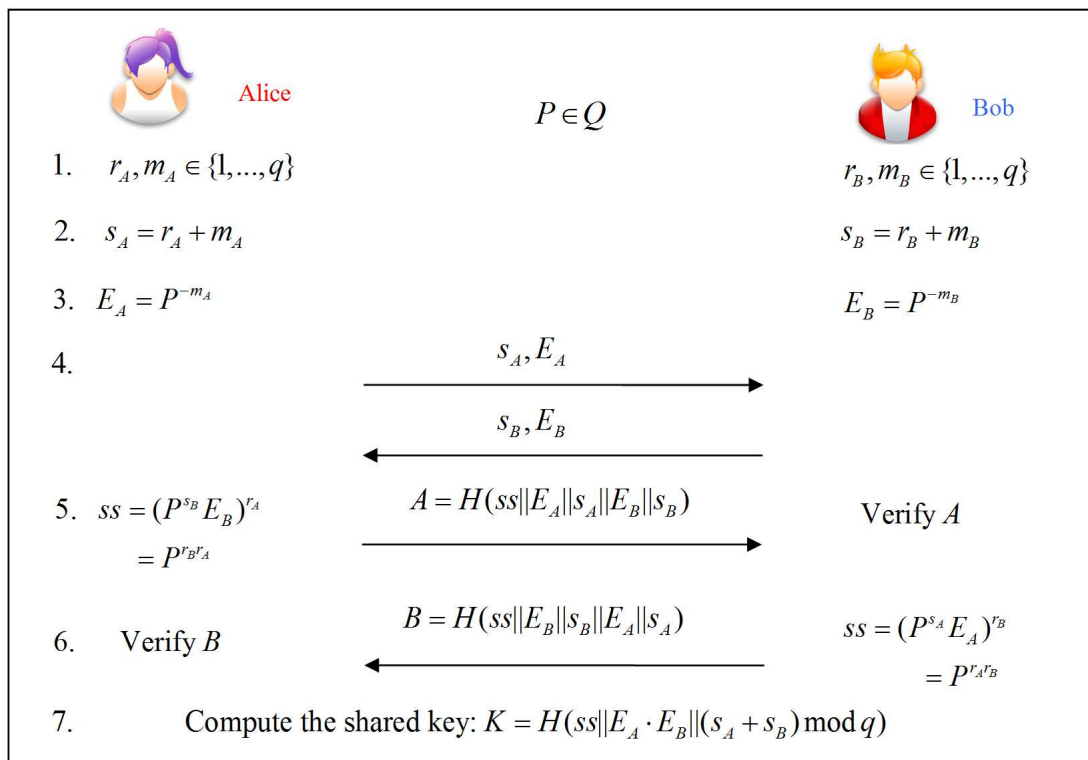 Alice
P ∈ Q
Bob
1. r_A, m_A ∈ {1,...,q}
r_B, m_B ∈ {1,...,q}
2. s_A = r_A + m_A
s_B = r_B + m_B
3. E_A = P^{-m_A}
E_B = P^{-m_B}
4.
s_A, E_A
s_B, E_B
5. ss = (P^{s_B} E_B)^{r_A}
= P^{r_B r_A}
A = H(ss||E_A||s_A||E_B||s_B)
Verify A
6. Verify B
B = H(ss||E_B||s_B||E_A||s_A)
ss = (P^{s_A} E_A)^{r_B}
= P^{r_A r_B}
7. Compute the shared key: K = H(ss||E_A · E_B||(s_A + s_B) mod q)